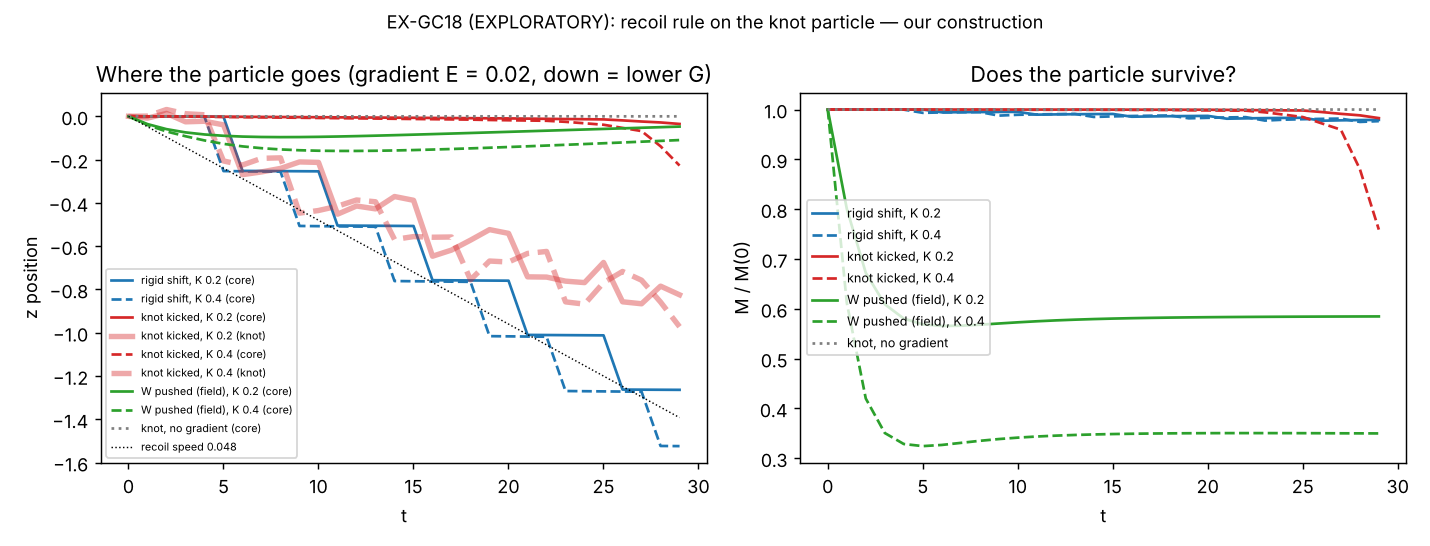 EX-GC18 (EXPLORATORY): recoil rule on the knot particle — our construction
Where the particle goes (gradient E = 0.02, down = lower G)
z position
0.0
−0.2
−0.4
−0.6
−0.8
−1.0
−1.2
−1.4
−1.6
rigid shift, K 0.2 (core)
rigid shift, K 0.4 (core)
knot kicked, K 0.2 (core)
knot kicked, K 0.2 (knot)
knot kicked, K 0.4 (core)
knot kicked, K 0.4 (knot)
W pushed (field), K 0.2 (core)
W pushed (field), K 0.4 (core)
knot, no gradient (core)
recoil speed 0.048
0
5
10
15
20
25
30
t
Does the particle survive?
M / M(0)
1.0
0.9
0.8
0.7
0.6
0.5
0.4
0.3
rigid shift, K 0.2
rigid shift, K 0.4
knot kicked, K 0.2
knot kicked, K 0.4
W pushed (field), K 0.2
W pushed (field), K 0.4
knot, no gradient
0
5
10
15
20
25
30
t